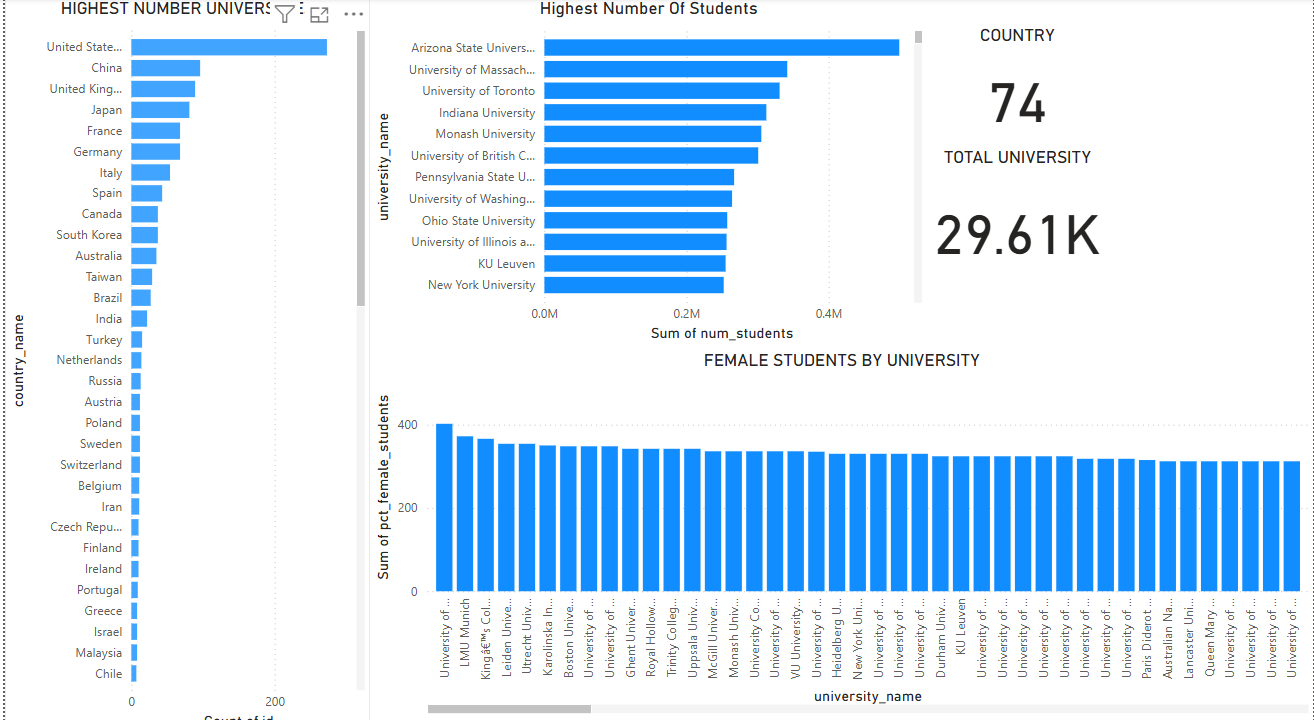 HIGHEST NUMBER UNIVERS
country_name
United State...
China
United King...
Japan
France
Germany
Italy
Spain
Canada
South Korea
Australia
Taiwan
Brazil
India
Turkey
Netherlands
Russia
Austria
Poland
Sweden
Switzerland
Belgium
Iran
Czech Repu...
Finland
Ireland
Portugal
Greece
Israel
Malaysia
Chile
0 200
Count of id
Highest Number Of Students
university_name
Arizona State Univers...
University of Massach...
University of Toronto
Indiana University
Monash University
University of British C...
Pennsylvania State U...
University of Washing...
Ohio State University
University of Illinois a...
KU Leuven
New York University
0.0M 0.2M 0.4M
Sum of num_students
COUNTRY
74
TOTAL UNIVERSITY
29.61K
FEMALE STUDENTS BY UNIVERSITY
Sum of pct_female_students
400
200
0
University of ...
LMU Munich
Kingâ€™s Col...
Leiden Unive...
Utrecht Univ...
Karolinska In...
Boston Unive...
University of ...
University of ...
Ghent Univer...
Royal Hollow...
Trinity Colleg...
Uppsala Univ...
McGill Univer...
Monash Univ...
University Co...
University of ...
VU University...
University of ...
Heidelberg U...
New York Uni...
University of ...
University of ...
University of ...
Durham Univ...
KU Leuven
University of ...
University of ...
University of ...
University of ...
University of ...
University of ...
University of ...
University of ...
Paris Diderot ...
Australian Na...
Lancaster Uni...
Queen Mary ...
University of ...
University of ...
University of ...
University of ...
university_name